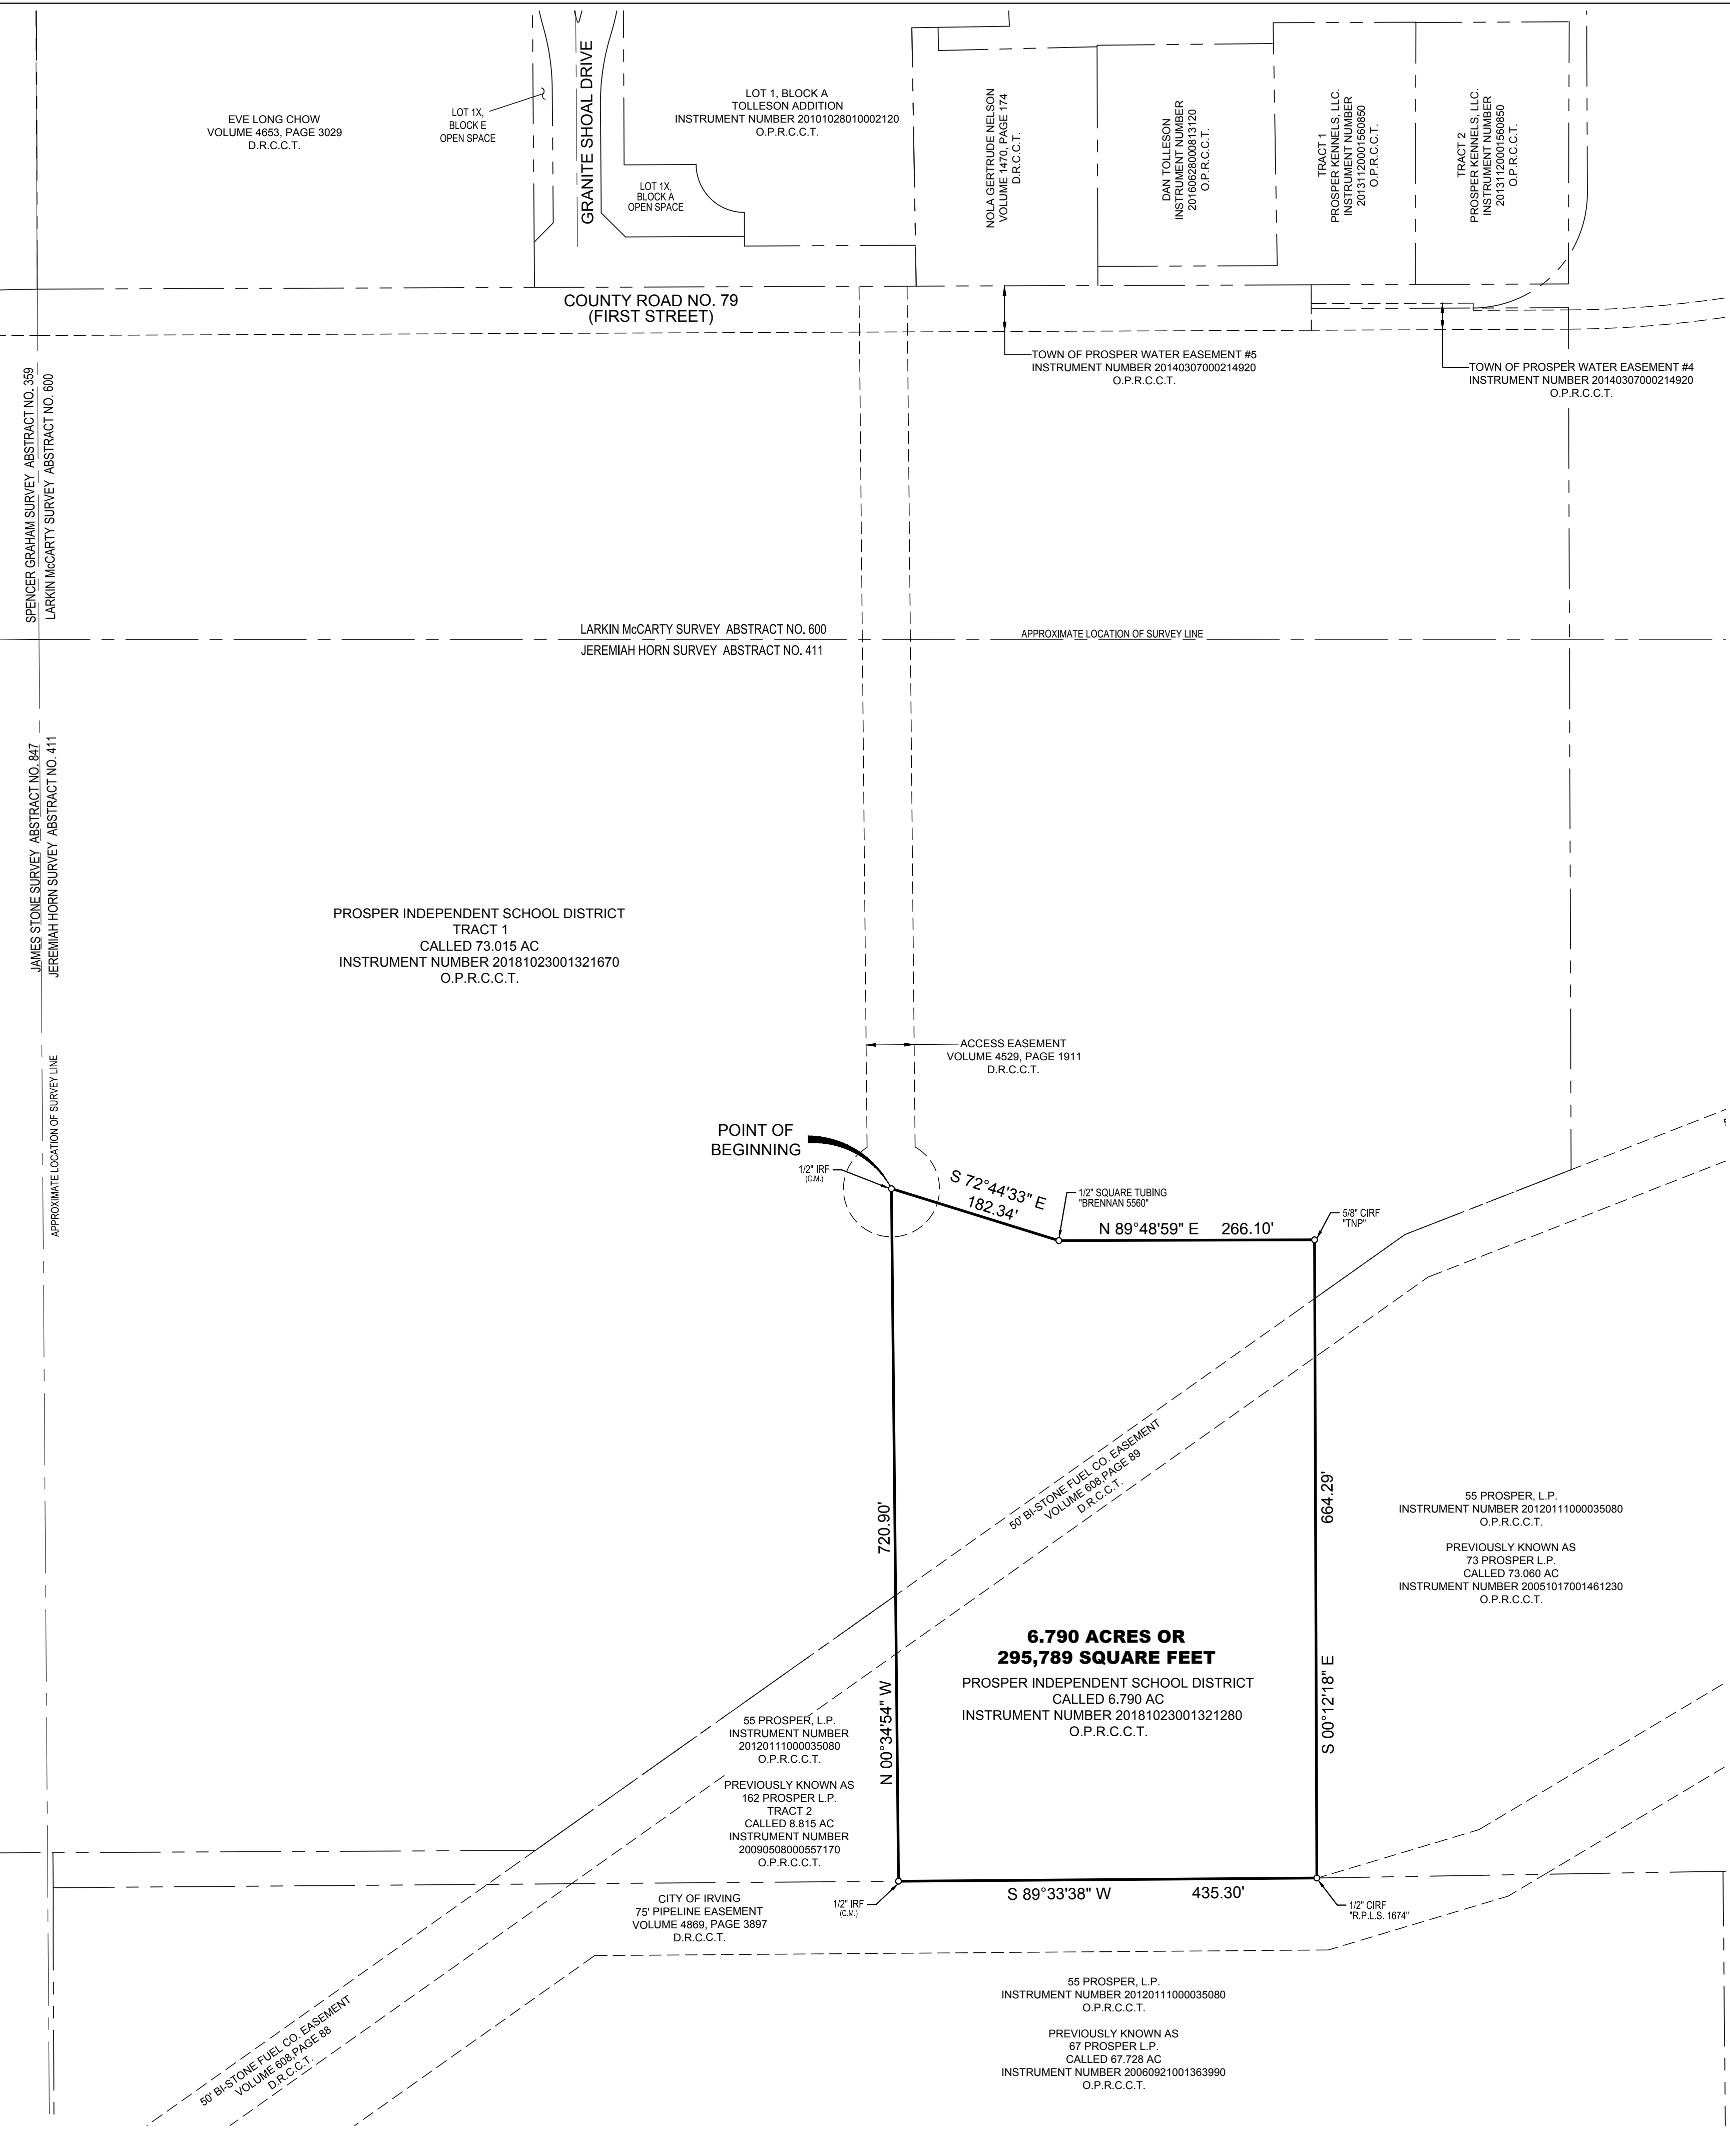 EVE LONG CHOW
VOLUME 4653, PAGE 3029
D.R.C.C.T.
LOT 1X,
BLOCK E
OPEN SPACE
GRANITE SHOAL DRIVE
LOT 1, BLOCK A
TOLLESON ADDITION
INSTRUMENT NUMBER 20101028010002120
O.P.R.C.C.T.
LOT 1X,
BLOCK A
OPEN SPACE
NOLA GERTRUDE NELSON
VOLUME 1470, PAGE 174
D.R.C.C.T.
DAN TOLLESON
INSTRUMENT NUMBER
20160628000813120
O.P.R.C.C.T.
TRACT 1
PROSPER KENNELS, LLC.
INSTRUMENT NUMBER
20131120001560850
O.P.R.C.C.T.
TRACT 2
PROSPER KENNELS, LLC.
INSTRUMENT NUMBER
20131120001560850
O.P.R.C.C.T.
COUNTY ROAD NO. 79
(FIRST STREET)
TOWN OF PROSPER WATER EASEMENT #5
INSTRUMENT NUMBER 20140307000214920
O.P.R.C.C.T.
TOWN OF PROSPER WATER EASEMENT #4
INSTRUMENT NUMBER 20140307000214920
O.P.R.C.C.T.
SPENCER GRAHAM SURVEY ABSTRACT NO. 359
LARKIN McCARTY SURVEY ABSTRACT NO. 600
LARKIN McCARTY SURVEY ABSTRACT NO. 600
JEREMIAH HORN SURVEY ABSTRACT NO. 411
APPROXIMATE LOCATION OF SURVEY LINE
JAMES STONE SURVEY ABSTRACT NO. 847
JEREMIAH HORN SURVEY ABSTRACT NO. 411
PROSPER INDEPENDENT SCHOOL DISTRICT
TRACT 1
CALLED 73.015 AC
INSTRUMENT NUMBER 20181023001321670
O.P.R.C.C.T.
APPROXIMATE LOCATION OF SURVEY LINE
ACCESS EASEMENT
VOLUME 4529, PAGE 1911
D.R.C.C.T.
POINT OF
BEGINNING
1/2" IRF
(C.M.)
S 72°44'33" E
182.34'
1/2" SQUARE TUBING
"BRENNAN 5560"
N 89°48'59" E 266.10'
5/8" CIRF
"TNP"
50' BI-STONE FUEL CO. EASEMENT
VOLUME 608,PAGE 89
D.R.C.C.T.
720.90'
N 00°34'54" W
664.29'
S 00°12'18" E
55 PROSPER, L.P.
INSTRUMENT NUMBER 20120111000035080
O.P.R.C.C.T.
PREVIOUSLY KNOWN AS
73 PROSPER L.P.
CALLED 73.060 AC
INSTRUMENT NUMBER 20051017001461230
O.P.R.C.C.T.
6.790 ACRES OR
295,789 SQUARE FEET
PROSPER INDEPENDENT SCHOOL DISTRICT
CALLED 6.790 AC
INSTRUMENT NUMBER 20181023001321280
O.P.R.C.C.T.
55 PROSPER, L.P.
INSTRUMENT NUMBER
20120111000035080
O.P.R.C.C.T.
PREVIOUSLY KNOWN AS
162 PROSPER L.P.
TRACT 2
CALLED 8.815 AC
INSTRUMENT NUMBER
20090508000557170
O.P.R.C.C.T.
CITY OF IRVING
75' PIPELINE EASEMENT
VOLUME 4869, PAGE 3897
D.R.C.C.T.
1/2" IRF
(C.M.)
S 89°33'38" W 435.30'
1/2" CIRF
"R.P.L.S. 1674"
50' BI-STONE FUEL CO. EASEMENT
VOLUME 608,PAGE 88
D.R.C.C.T.
55 PROSPER, L.P.
INSTRUMENT NUMBER 20120111000035080
O.P.R.C.C.T.
PREVIOUSLY KNOWN AS
67 PROSPER L.P.
CALLED 67.728 AC
INSTRUMENT NUMBER 20060921001363990
O.P.R.C.C.T.